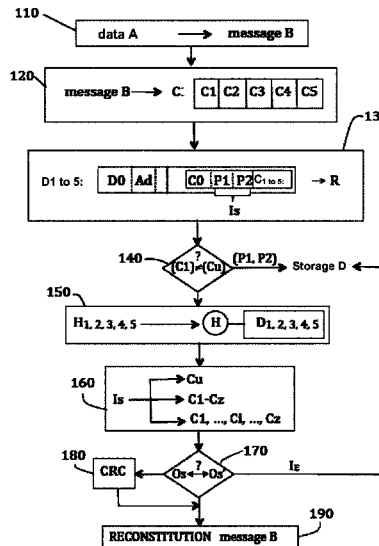 110
data A → message B
120
message B → C: C1 C2 C3 C4 C5
13
D1 to 5: D0 Ad C0 P1 P2 C1 to 5: → R
Is
140
?
[C1]≠(Cu)
(P1, P2)
Storage D
150
H1, 2, 3, 4, 5 → H D1, 2, 3, 4, 5
160
Cu
Is → C1-Cz
C1, ..., Ci, ..., Cz
170
180
CRC
?
Os↔Os
IE
190
RECONSTITUTION message B